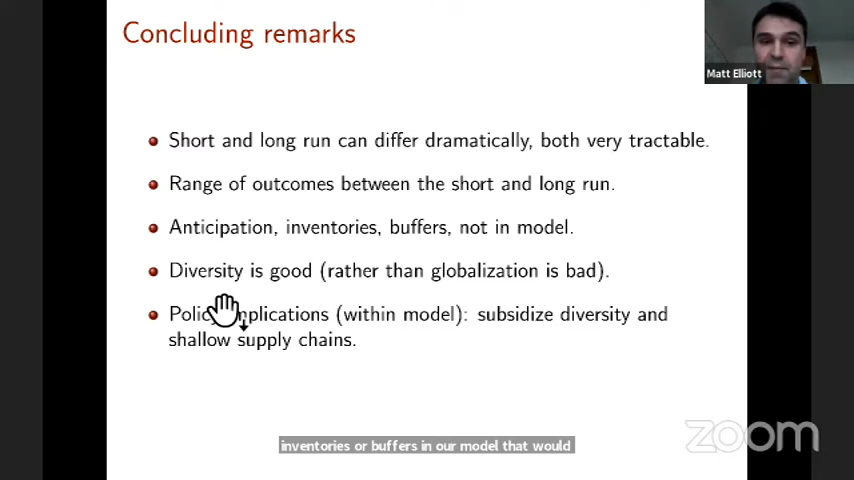 Concluding remarks
Matt Elliott
Short and long run can differ dramatically, both very tractable.
Range of outcomes between the short and long run.
Anticipation, inventories, buffers, not in model.
Diversity is good (rather than globalization is bad).
Policy implications (within model): subsidize diversity and
shallow supply chains.
inventories or buffers in our model that would
zoom